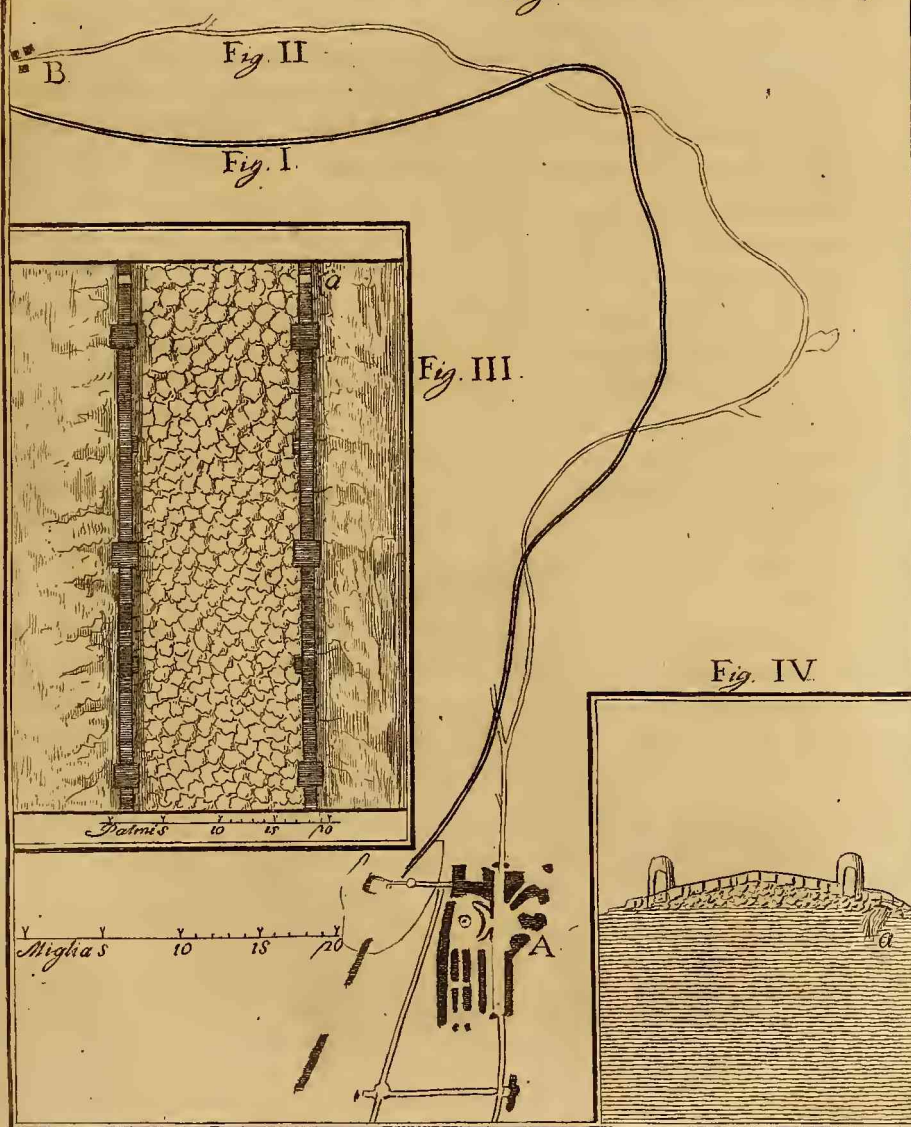 Fig. II
B
Fig. I.
a
Fig. III.
Palmi 5 10 15 20
Fig. IV.
Miglia 5 10 15 20
A
a